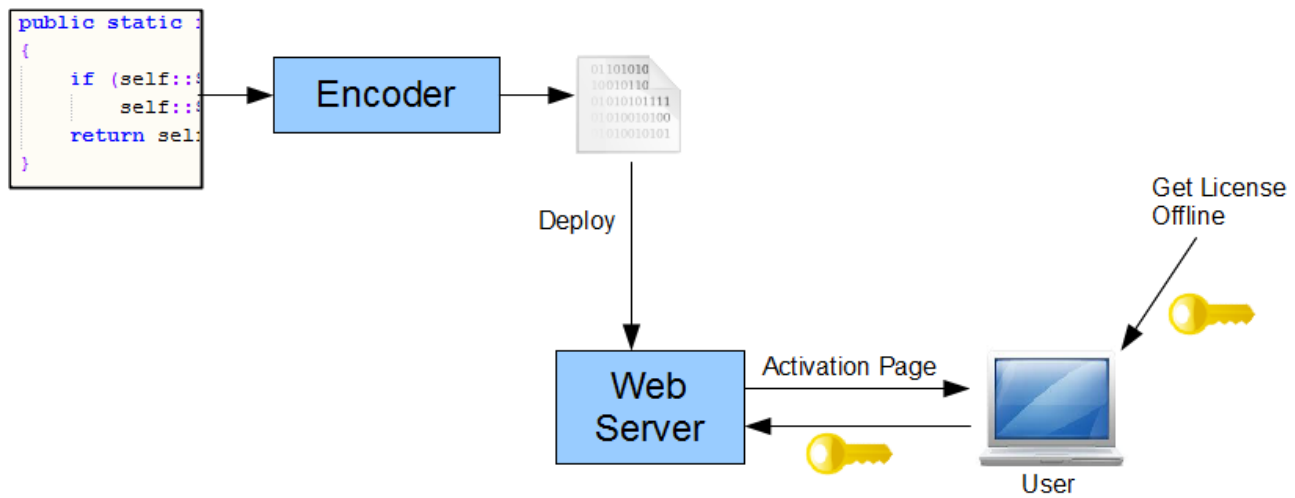 public static
{
if (self::
self::
return self
}
Encoder
01101010
10010110
01010101111
01010010100
01010010101
Deploy
Get License
Offline
Web
Server
Activation Page
User